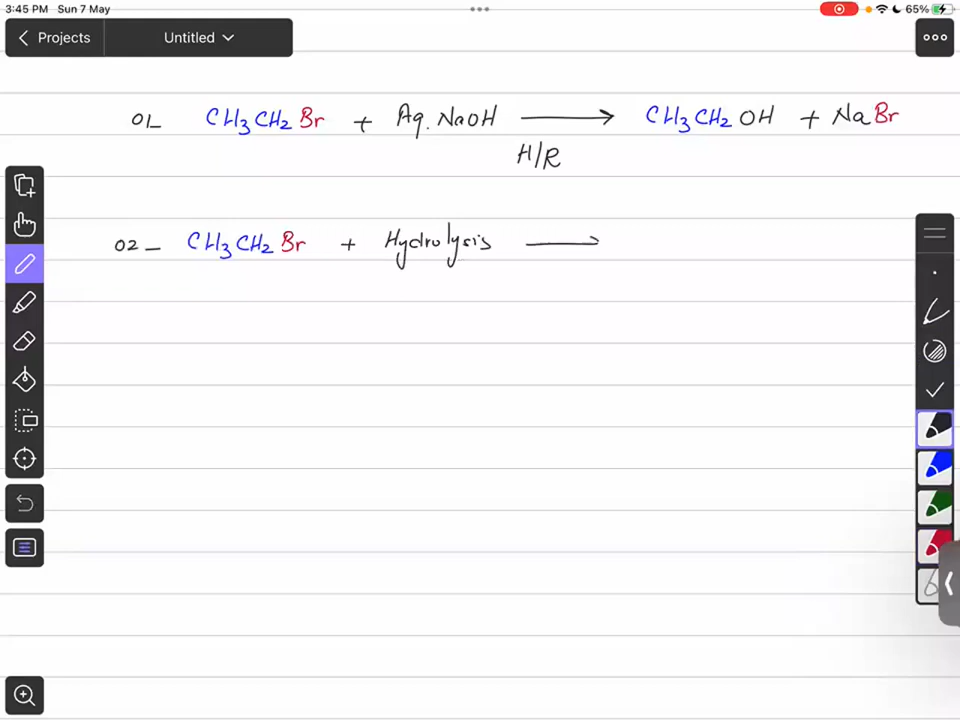 3:45 PM Sun 7 May
65%
Projects
Untitled
01_ CH3CH2Br + Aq. NaOH ⟶ CH3CH2OH + NaBr
H/R
02_ CH3CH2Br + Hydrolysis ⟶